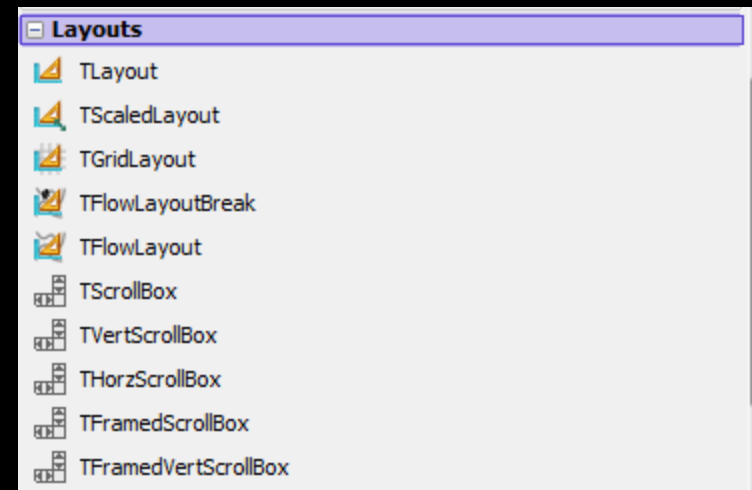 Layouts
TLayout
TScaledLayout
TGridLayout
TFlowLayoutBreak
TFlowLayout
TScrollBox
TVertScrollBox
THorzScrollBox
TFramedScrollBox
TFramedVertScrollBox